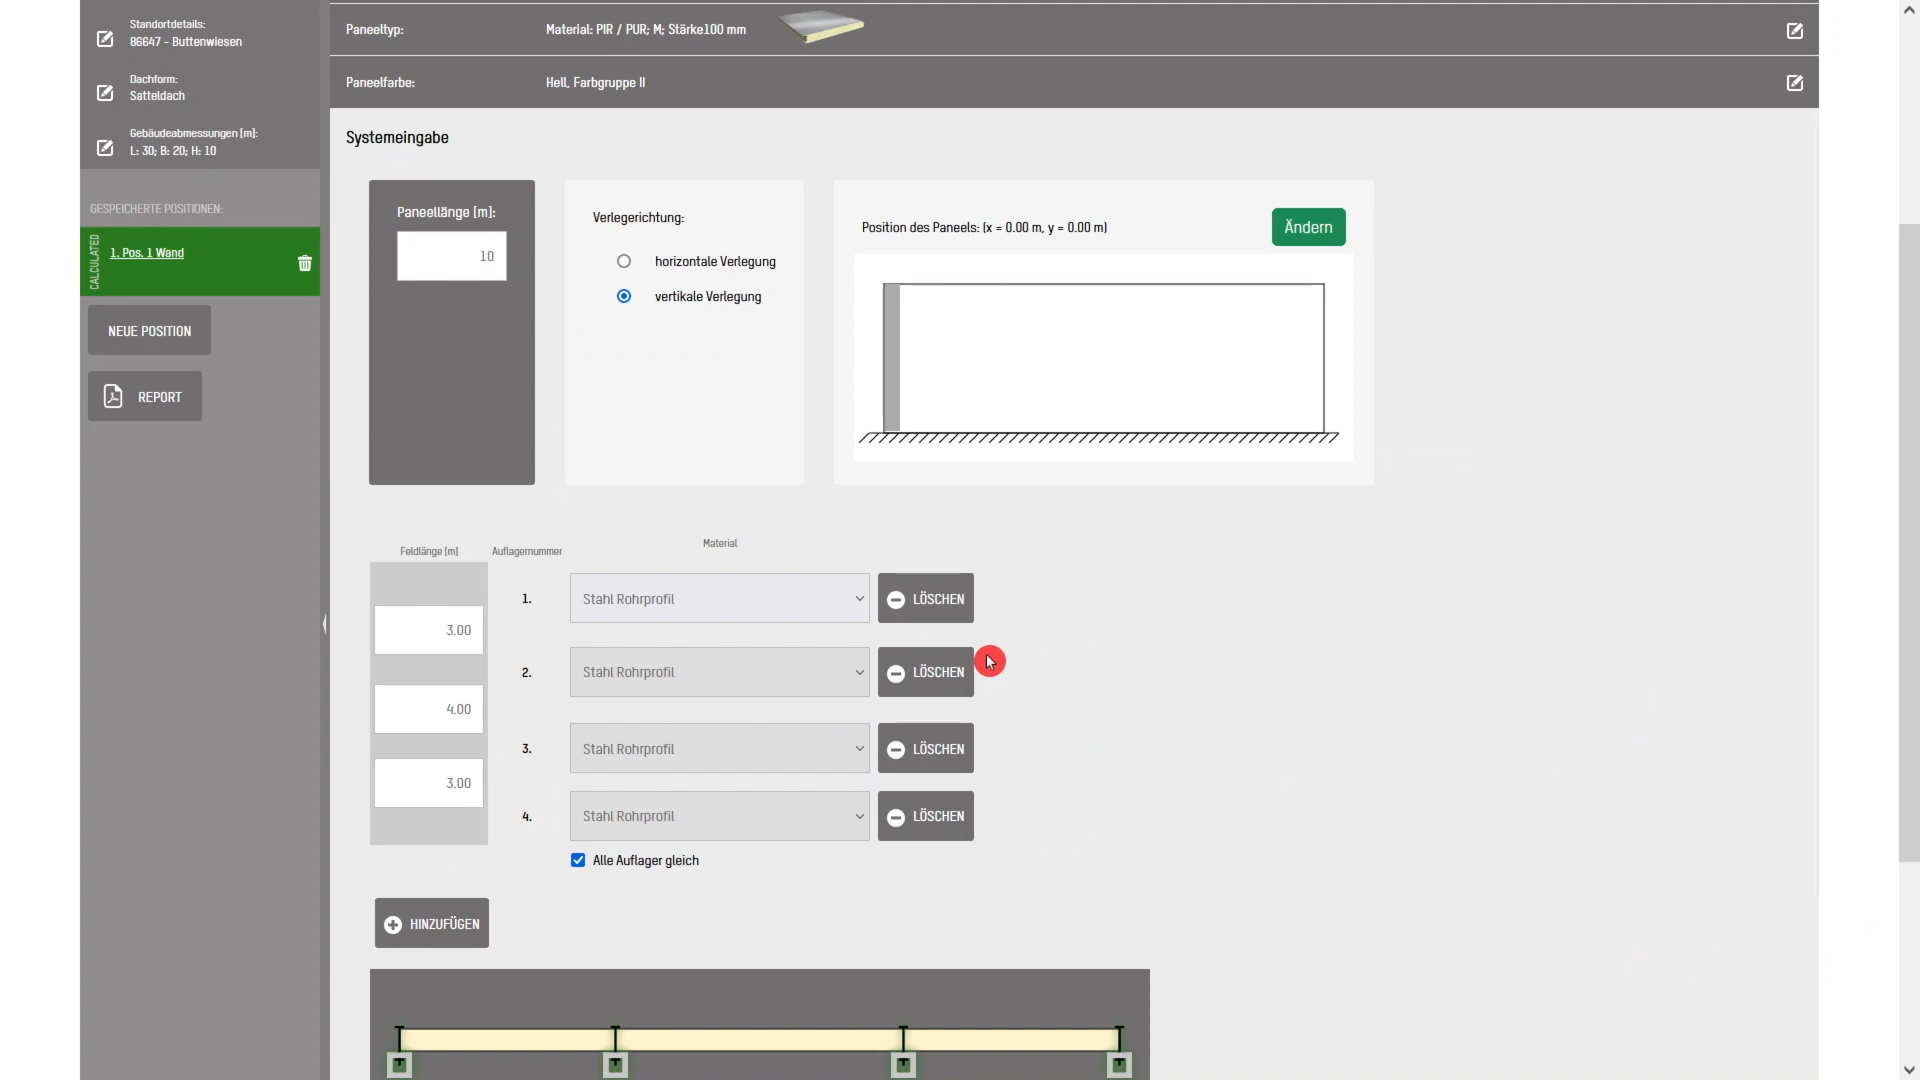 Standortdetails:
86647 - Buttenwiesen
Dachform:
Satteldach
Gebäudeabmessungen [m]:
L: 30; B: 20; H: 10
GESPEICHERTE POSITIONEN:
CALCULATED
1. Pos. 1 Wand
NEUE POSITION
REPORT
Paneeltyp:
Material: PIR / PUR; M; Stärke100 mm
Paneelfarbe:
Hell, Farbgruppe II
Systemeingabe
Paneellänge [m]:
10
Verlegerichtung:
horizontale Verlegung
vertikale Verlegung
Position des Paneels: (x = 0.00 m, y = 0.00 m)
Ändern
Feldlänge [m]
Auflagernummer
Material
1.
Stahl Rohrprofil
LÖSCHEN
3.00
2.
Stahl Rohrprofil
LÖSCHEN
4.00
3.
Stahl Rohrprofil
LÖSCHEN
3.00
4.
Stahl Rohrprofil
LÖSCHEN
Alle Auflager gleich
HINZUFÜGEN